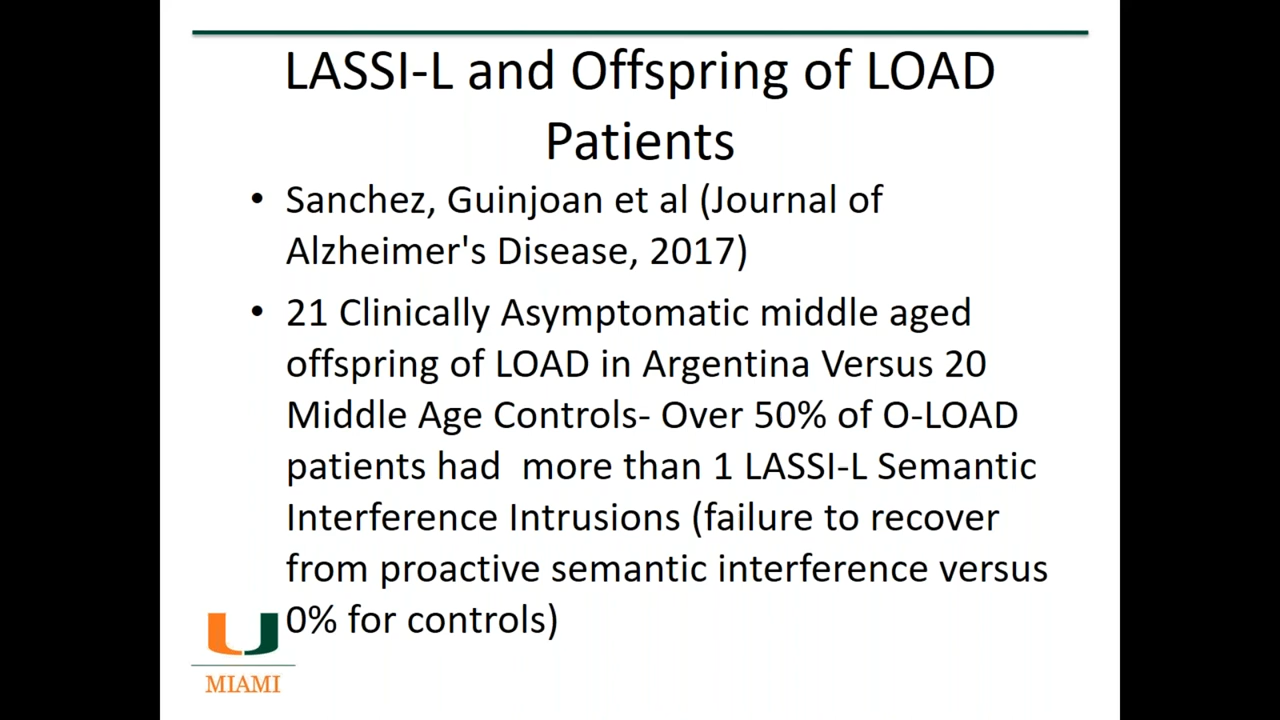 LASSI-L and Offspring of LOAD
Patients
• Sanchez, Guinjoan et al (Journal of
Alzheimer's Disease, 2017)
• 21 Clinically Asymptomatic middle aged
offspring of LOAD in Argentina Versus 20
Middle Age Controls- Over 50% of O-LOAD
patients had  more than 1 LASSI-L Semantic
Interference Intrusions (failure to recover
from proactive semantic interference versus
0% for controls)
U
MIAMI